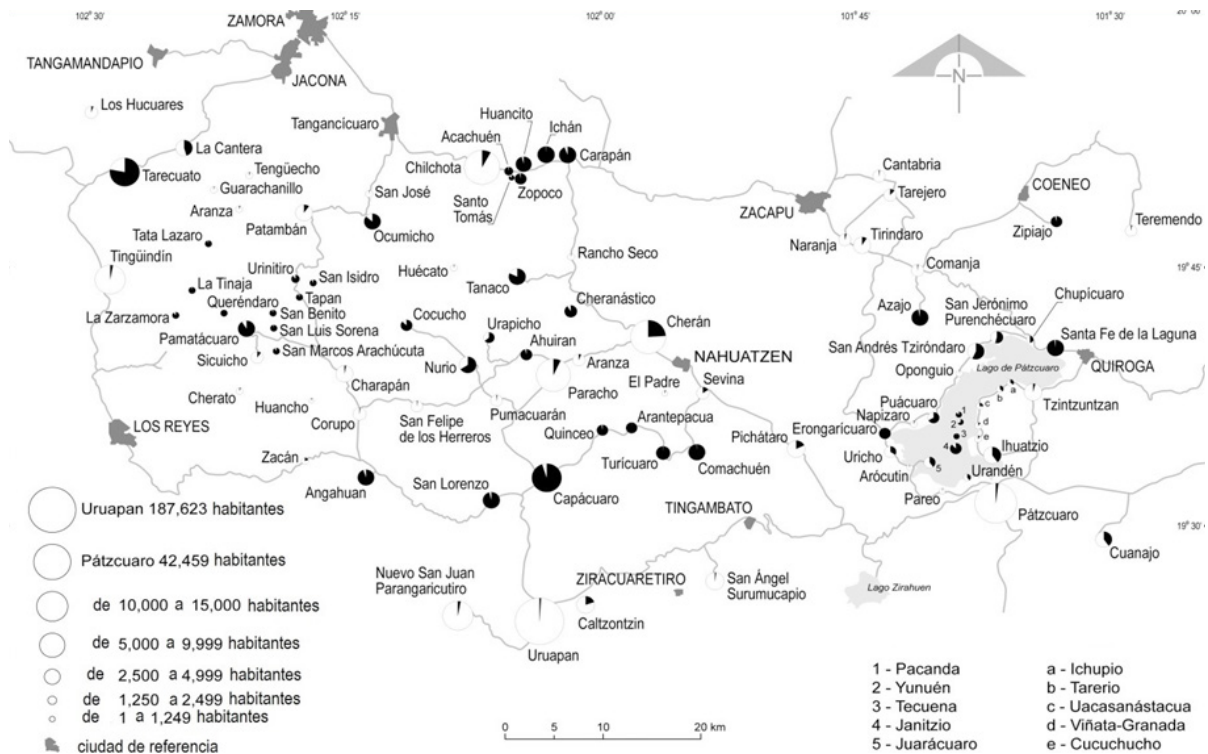 102° 30'
102° 15'
102° 00'
101° 45'
101° 30'
20° 00'
ZAMORA
TANGAMANDAPIO
JACONA
Los Hucuares
Tangancícuaro
Huancito
Ichán
Acachuén
La Cantera
Tengüecho
Chilchota
Carapán
Cantabria
COENEO
Tarecuato
Guarachanillo
San José
Santo
Tomás
Zopoco
Tarejero
ZACAPU
Aranza
Patambán
Ocumicho
Tirindaro
Zipiajo
Teremendo
Tata Lazaro
Naranja
Tingüindín
Urinitiro
San Isidro
Huécato
Rancho Seco
Comanja
19° 45'
La Tinaja
Tapan
Tanaco
Cheranástico
San Jerónimo
Purenchécuaro
Chupícuaro
Queréndaro
San Benito
Cocucho
Urapicho
Cherán
Azajo
La Zarzamora
San Luis Sorena
Ahuiran
Santa Fe de la Laguna
Pamatácuaro
San Marcos Arachúcuta
Aranza
NAHUATZEN
San Andrés Tziróndaro
Sicuicho
Nurio
Paracho
El Padre
Sevina
Oponguio
Lago de Pátzcuaro
QUIROGA
Charapán
Cherato
Huancho
San Felipe
de los Herreros
Pumacuarán
Arantepacua
Puácuaro
Napízaro
Tzintzuntzan
a
b
c
1
2
d
3
e
4
5
LOS REYES
Corupo
Quinceo
Pichátaro
Erongarícuaro
Ihuatzio
Zacán
Turícuaro
Comachuén
Uricho
Arócutin
Urandén
Angahuan
San Lorenzo
Capácuaro
Pareo
Pátzcuaro
19° 30'
Cuanajo
TINGAMBATO
Nuevo San Juan
Parangaricutiro
ZIRACUARETIRO
San Ángel
Surumucapio
Lago Zirahuen
Caltzontzin
Uruapan
N
Uruapan 187,623 habitantes
Pátzcuaro 42,459 habitantes
de 10,000 a 15,000 habitantes
de 5,000 a 9,999 habitantes
de 2,500 a 4,999 habitantes
de 1,250 a 2,499 habitantes
de 1 a 1,249 habitantes
ciudad de referencia
0 5 10 20 km
1 - Pacanda
2 - Yunuén
3 - Tecuena
4 - Janitzio
5 - Juarácuaro
a - Ichupio
b - Tarerio
c - Uacasanástacua
d - Viñata-Granada
e - Cucuchucho